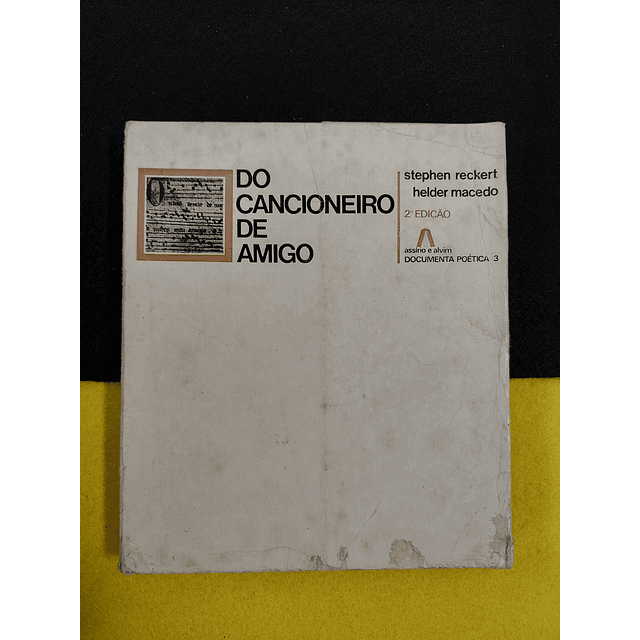 DO
CANCIONEIRO
DE
AMIGO
stephen reckert
helder macedo
2ª EDIÇÃO
assírio e alvim
DOCUMENTA POÉTICA 3